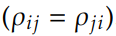 (ρij = ρji)